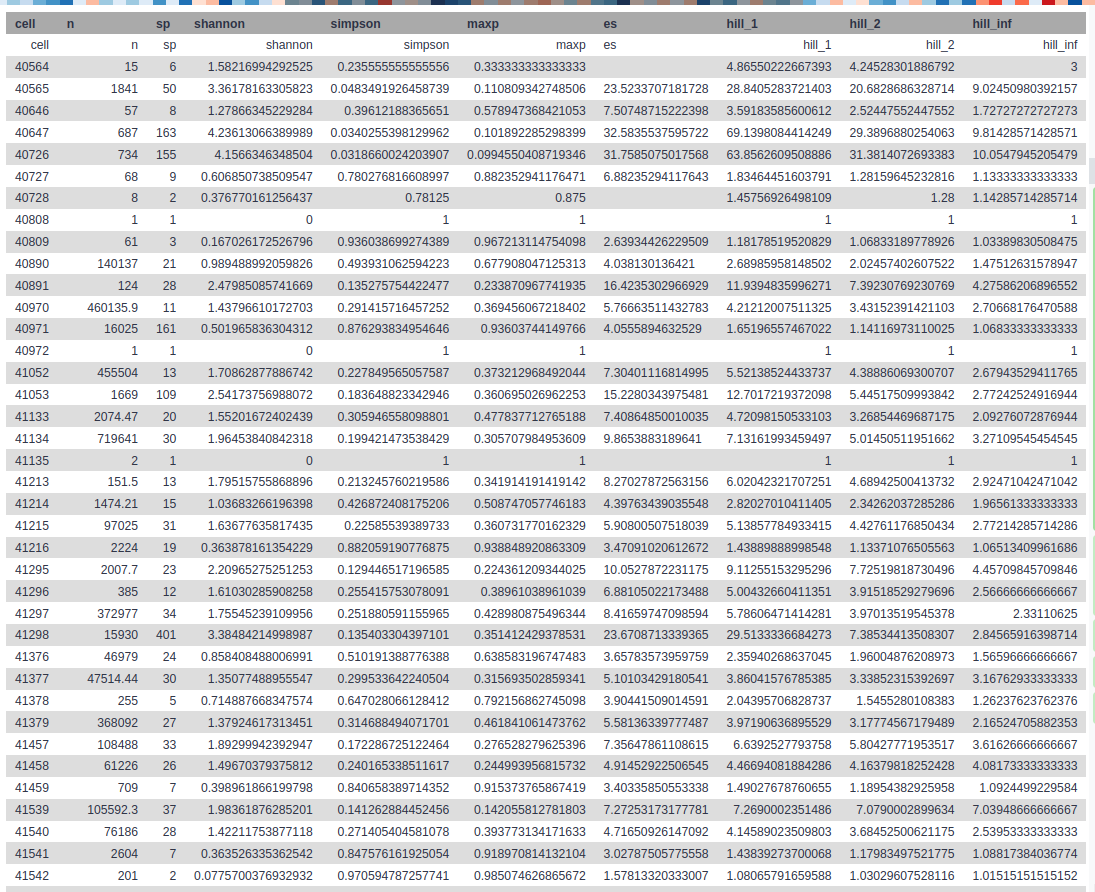 cell n sp shannon simpson maxp es hill_1 hill_2 hill_inf
cell n sp shannon simpson maxp es hill_1 hill_2 hill_inf
40564 15 6 1.58216994292525 0.235555555555556 0.333333333333333 4.86550222667393 4.24528301886792 3
40565 1841 50 3.36178163305823 0.0483491926458739 0.110809342748506 23.5233707181728 28.8405283721403 20.6828686328714 9.02450980392157
40646 57 8 1.27866345229284 0.39612188365651 0.578947368421053 7.50748715222398 3.59183585600612 2.52447552447552 1.72727272727273
40647 687 163 4.23613066389989 0.0340255398129962 0.101892285298399 32.5835537595722 69.1398084414249 29.3896880254063 9.81428571428571
40726 734 155 4.1566346348504 0.0318660024203907 0.0994550408719346 31.7585075017568 63.8562609508886 31.3814072693383 10.0547945205479
40727 68 9 0.606850738509547 0.780276816608997 0.882352941176471 6.88235294117643 1.83464451603791 1.28159645232816 1.13333333333333
40728 8 2 0.376770161256437 0.78125 0.875 1.45756926498109 1.28 1.14285714285714
40808 1 1 0 1 1 1 1 1
40809 61 3 0.167026172526796 0.936038699274389 0.967213114754098 2.63934426229509 1.18178519520829 1.06833189778926 1.03389830508475
40890 140137 21 0.989488992059826 0.493931062594223 0.677908047125313 4.038130136421 2.68985958148502 2.02457402607522 1.47512631578947
40891 124 28 2.47985085741669 0.135275754422477 0.233870967741935 16.4235302966929 11.9394835996271 7.39230769230769 4.27586206896552
40970 460135.9 11 1.43796610172703 0.291415716457252 0.369456067218402 5.76663511432783 4.21212007511325 3.43152391421103 2.70668176470588
40971 16025 161 0.501965836304312 0.876293834954646 0.93603744149766 4.0555894632529 1.65196557467022 1.14116973110025 1.06833333333333
40972 1 1 0 1 1 1 1 1
41052 455504 13 1.70862877886742 0.227849565057587 0.373212968492044 7.30401116814995 5.52138524433737 4.38886069300707 2.67943529411765
41053 1669 109 2.54173756988072 0.183648823342946 0.360695026962253 15.2280343975481 12.7017219372098 5.44517509993842 2.77242524916944
41133 2074.47 20 1.55201672402439 0.305946558098801 0.477837712765188 7.40864850010035 4.72098150533103 3.26854469687175 2.09276072876944
41134 719641 30 1.96453840842318 0.199421473538429 0.305707984953609 9.8653883189641 7.13161993459497 5.01450511951662 3.27109545454545
41135 2 1 0 1 1 1 1 1
41213 151.5 13 1.79515755868896 0.213245760219586 0.341914191419142 8.27027872563156 6.02042321707251 4.68942500413732 2.92471042471042
41214 1474.21 15 1.03683266196398 0.426872408175206 0.508747057746183 4.39763439035548 2.82027010411405 2.34262037285286 1.96561333333333
41215 97025 31 1.63677635817435 0.22585539389733 0.360731770162329 5.90800507518039 5.13857784933415 4.42761176850434 2.77214285714286
41216 2224 19 0.363878161354229 0.882059190776875 0.938848920863309 3.47091020612672 1.43889888998548 1.13371076505563 1.06513409961686
41295 2007.7 23 2.20965275251253 0.129446517196585 0.224361209344025 10.0527872231175 9.11255153295296 7.72519818730496 4.45709845709846
41296 385 12 1.61030285908258 0.255415753078091 0.38961038961039 6.88105022173488 5.00432660411351 3.91518529279696 2.56666666666667
41297 372977 34 1.75545239109956 0.251880591155965 0.428980875496344 8.41659747098594 5.78606471414281 3.97013519545378 2.33110625
41298 15930 401 3.38484214998987 0.135403304397101 0.351412429378531 23.6708713339365 29.5133336684273 7.38534413508307 2.84565916398714
41376 46979 24 0.858408488006991 0.510191388776388 0.638583196747483 3.65783573959759 2.35940268637045 1.96004876208973 1.56596666666667
41377 47514.44 30 1.35077488955547 0.299533642240504 0.315693502859341 5.10103429180541 3.86041576785385 3.33852315392697 3.16762933333333
41378 255 5 0.714887668347574 0.647028066128412 0.792156862745098 3.90441509014591 2.04395706828737 1.5455280108383 1.26237623762376
41379 368092 27 1.37924617313451 0.314688494071701 0.461841061473762 5.58136339777487 3.97190636895529 3.17774567179489 2.16524705882353
41457 108488 33 1.89299942392947 0.172286725122464 0.276528279625396 7.35647861108615 6.6392527793758 5.80427771953517 3.61626666666667
41458 61226 26 1.49670379375812 0.240165338511617 0.244993956815732 4.91452922506545 4.46694081884286 4.16379818252428 4.08173333333333
41459 709 7 0.398961866199798 0.840658389714352 0.915373765867419 3.40335850553338 1.49027678760655 1.18954382925958 1.0924499229584
41539 105592.3 37 1.98361876285201 0.141262884452456 0.142055812781803 7.27253173177781 7.2690002351486 7.0790002899634 7.03948666666667
41540 76186 28 1.42211753877118 0.271405404581078 0.393773134171633 4.71650926147092 4.14589023509803 3.68452500621175 2.53953333333333
41541 2604 7 0.363526335362542 0.847576161925054 0.918970814132104 3.02787505775558 1.43839273700068 1.17983497521775 1.08817384036774
41542 201 2 0.0775700376932932 0.970594787257741 0.985074626865672 1.57813320333007 1.08065791659588 1.03029607528116 1.01515151515152